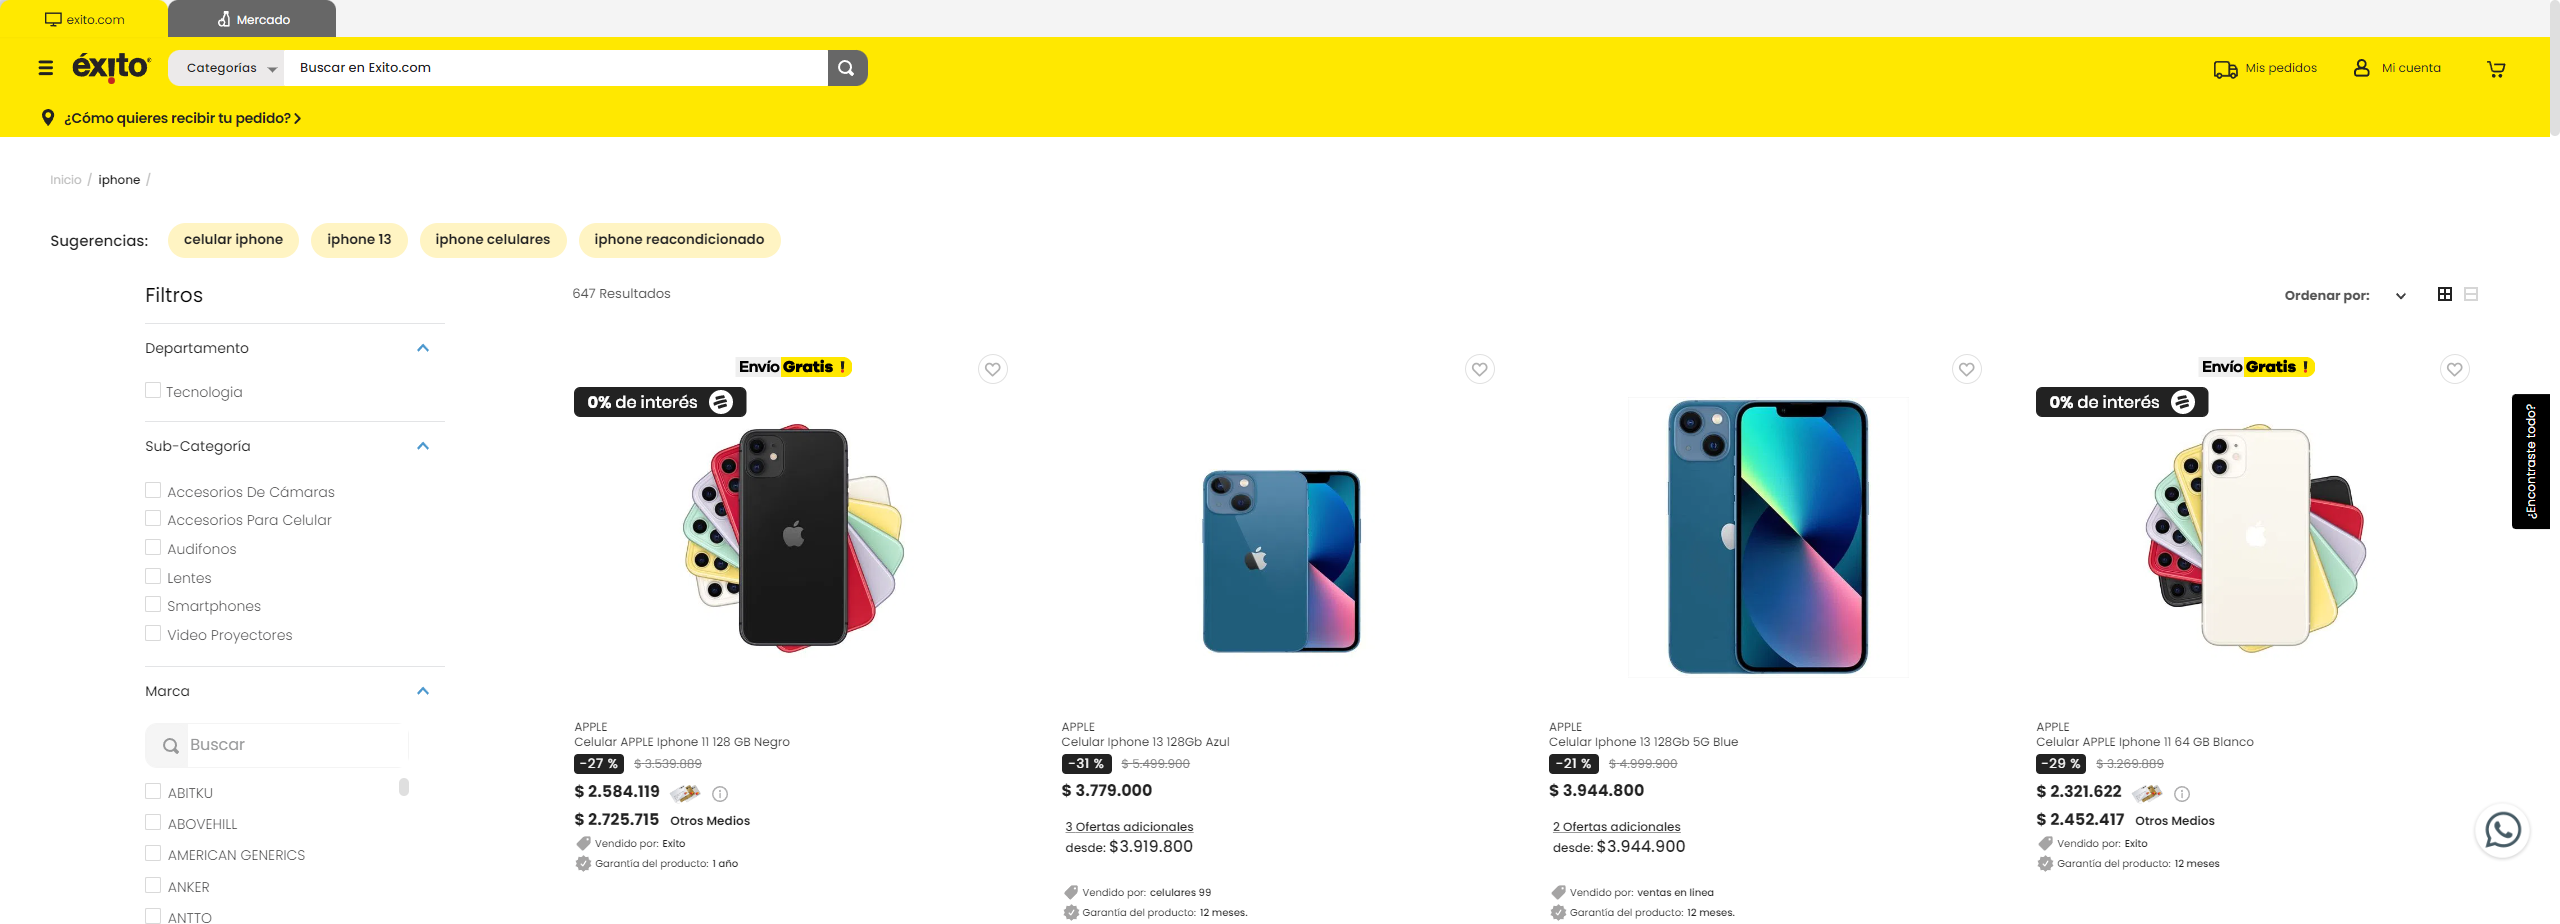 exito.com
Mercado
éxito
Categorías
Buscar en Exito.com
Mis pedidos
Mi cuenta
¿Cómo quieres recibir tu pedido?
Inicio / iphone /
Sugerencias:
celular iphone
iphone 13
iphone celulares
iphone reacondicionado
Filtros
647 Resultados
Ordenar por:
Departamento
Tecnologia
Sub-Categoría
Accesorios De Cámaras
Accesorios Para Celular
Audifonos
Lentes
Smartphones
Video Proyectores
Marca
Buscar
ABITKU
ABOVEHILL
AMERICAN GENERICS
ANKER
ANTTO
Envío Gratis !
0% de interés
APPLE
Celular APPLE Iphone 11 128 GB Negro
-27 % $ 3.539.889
$ 2.584.119
$ 2.725.715 Otros Medios
Vendido por: Exito
Garantía del producto: 1 año
APPLE
Celular Iphone 13 128Gb Azul
-31 % $ 5.499.900
$ 3.779.000
3 Ofertas adicionales
desde: $3.919.800
Vendido por: celulares 99
Garantía del producto: 12 meses.
APPLE
Celular Iphone 13 128Gb 5G Blue
-21 % $ 4.999.900
$ 3.944.800
2 Ofertas adicionales
desde: $3.944.900
Vendido por: ventas en linea
Garantía del producto: 12 meses.
Envío Gratis !
0% de interés
APPLE
Celular APPLE Iphone 11 64 GB Blanco
-29 % $ 3.269.889
$ 2.321.622
$ 2.452.417 Otros Medios
Vendido por: Exito
Garantía del producto: 12 meses
¿Encontraste todo?